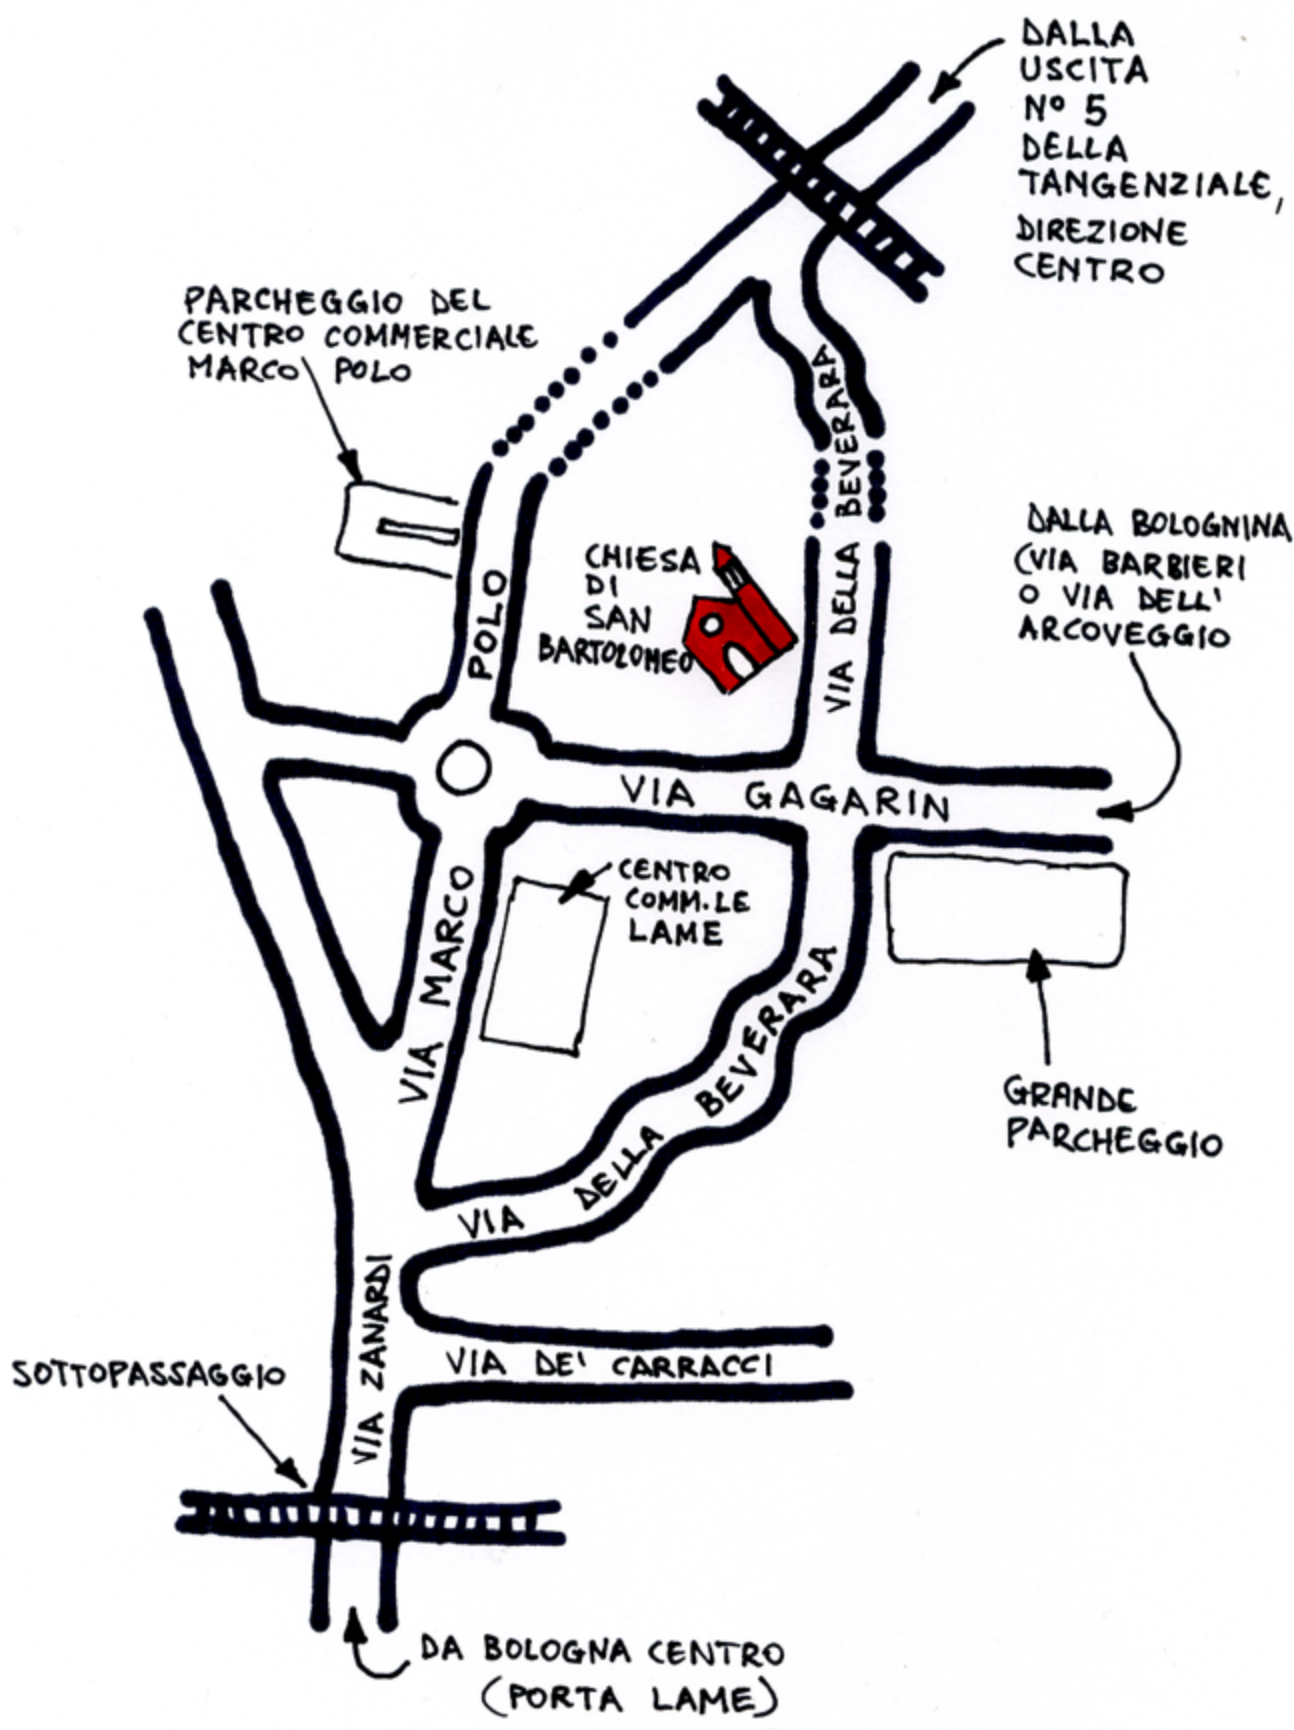 DALLA
USCITA
Nº 5
DELLA
TANGENZIALE,
DIREZIONE
CENTRO
PARCHEGGIO DEL
CENTRO COMMERCIALE
MARCO POLO
VIA DELLA BEVERARA
DALLA BOLOGNINA
(VIA BARBIERI
O VIA DELL'
ARCOVEGGIO
CHIESA
DI
SAN
BARTOLOMEO
VIA MARCO POLO
VIA GAGARIN
CENTRO
COMM.LE
LAME
VIA DELLA BEVERARA
GRANDE
PARCHEGGIO
VIA ZANARDI
VIA DE' CARRACCI
SOTTOPASSAGGIO
DA BOLOGNA CENTRO
(PORTA LAME)